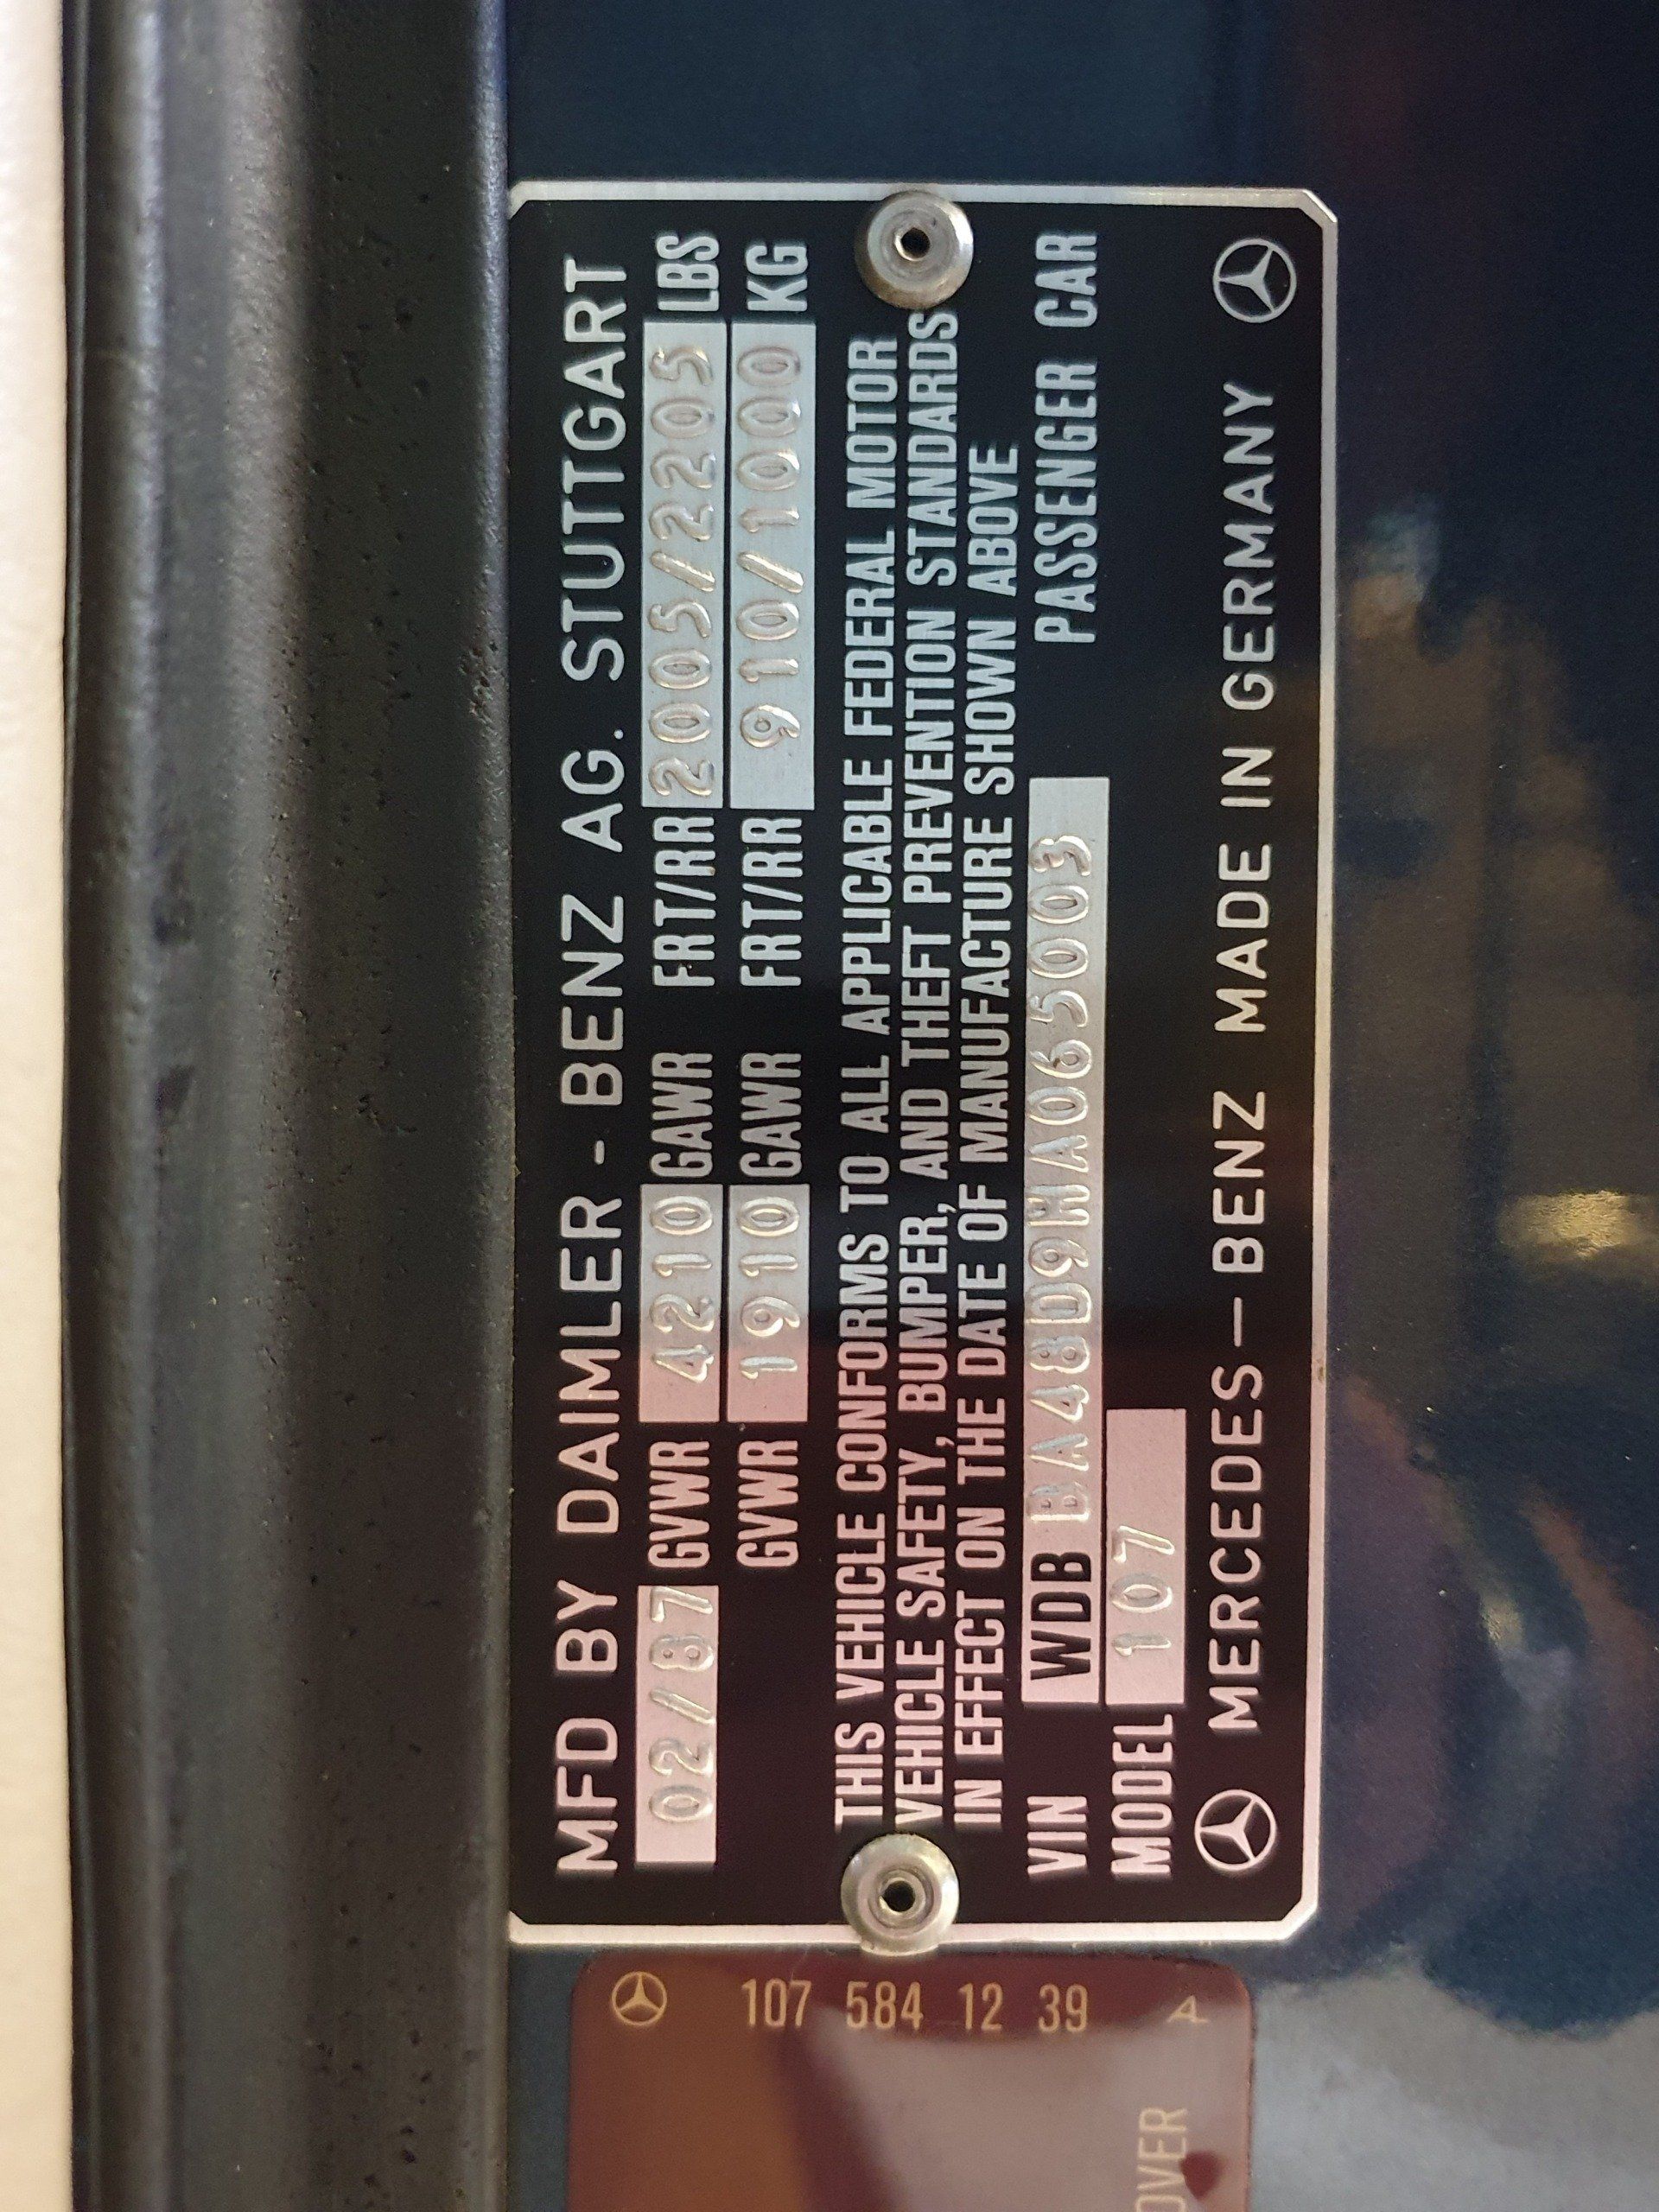 MFD BY DAIMLER - BENZ AG. STUTTGART
02/87 GVWR 4210 GAWR FRT/RR 2005/2205 LBS
GVWR 1910 GAWR FRT/RR 910/1000 KG
THIS VEHICLE CONFORMS TO ALL APPLICABLE FEDERAL MOTOR
VEHICLE SAFETY, BUMPER, AND THEFT PREVENTION STANDARDS
IN EFFECT ON THE DATE OF MANUFACTURE SHOWN ABOVE
VIN WDB BA48D9HA065003 PASSENGER CAR
MODEL 107
MERCEDES-BENZ MADE IN GERMANY
107 584 12 39 A